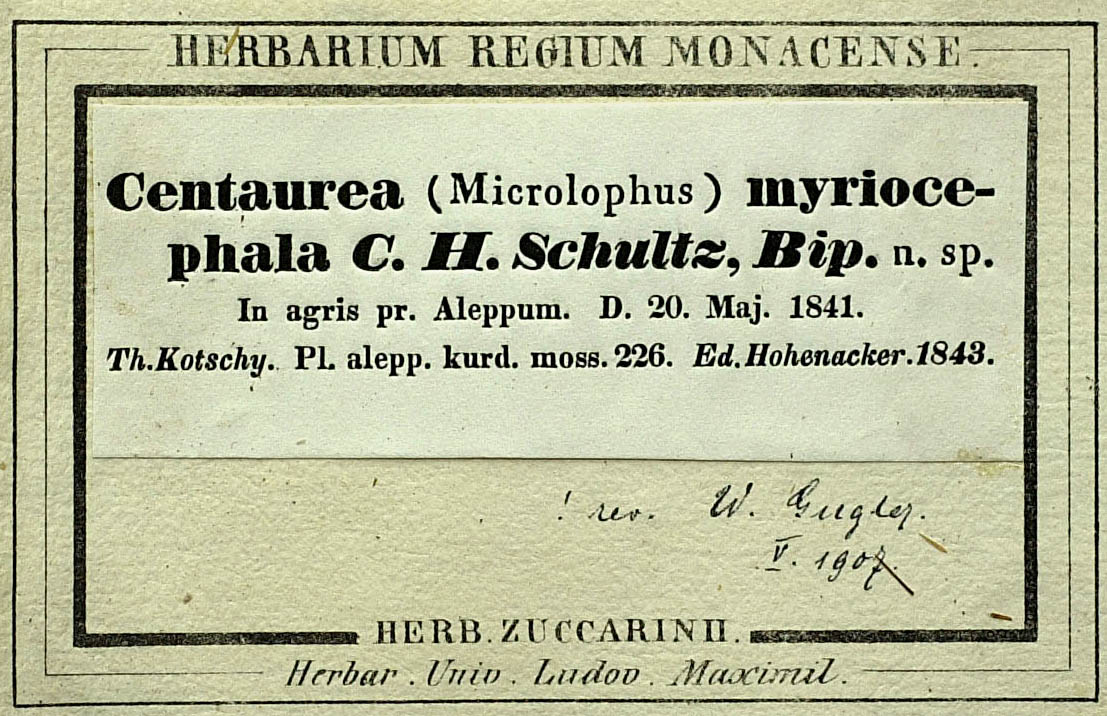 HERBARIUM REGIUM MONACENSE.
Centaurea (Microlophus) myrioce-
phala C. H. Schultz, Bip. n. sp.
In agris pr. Aleppum. D. 20. Maj. 1841.
Th. Kotschy. Pl. alepp. kurd. moss. 226. Ed. Hohenacker. 1843.
! rev. W. Gugler.
V. 1907.
HERB. ZUCCARINII.
Herbar. Univ. Ludov. Maximil.